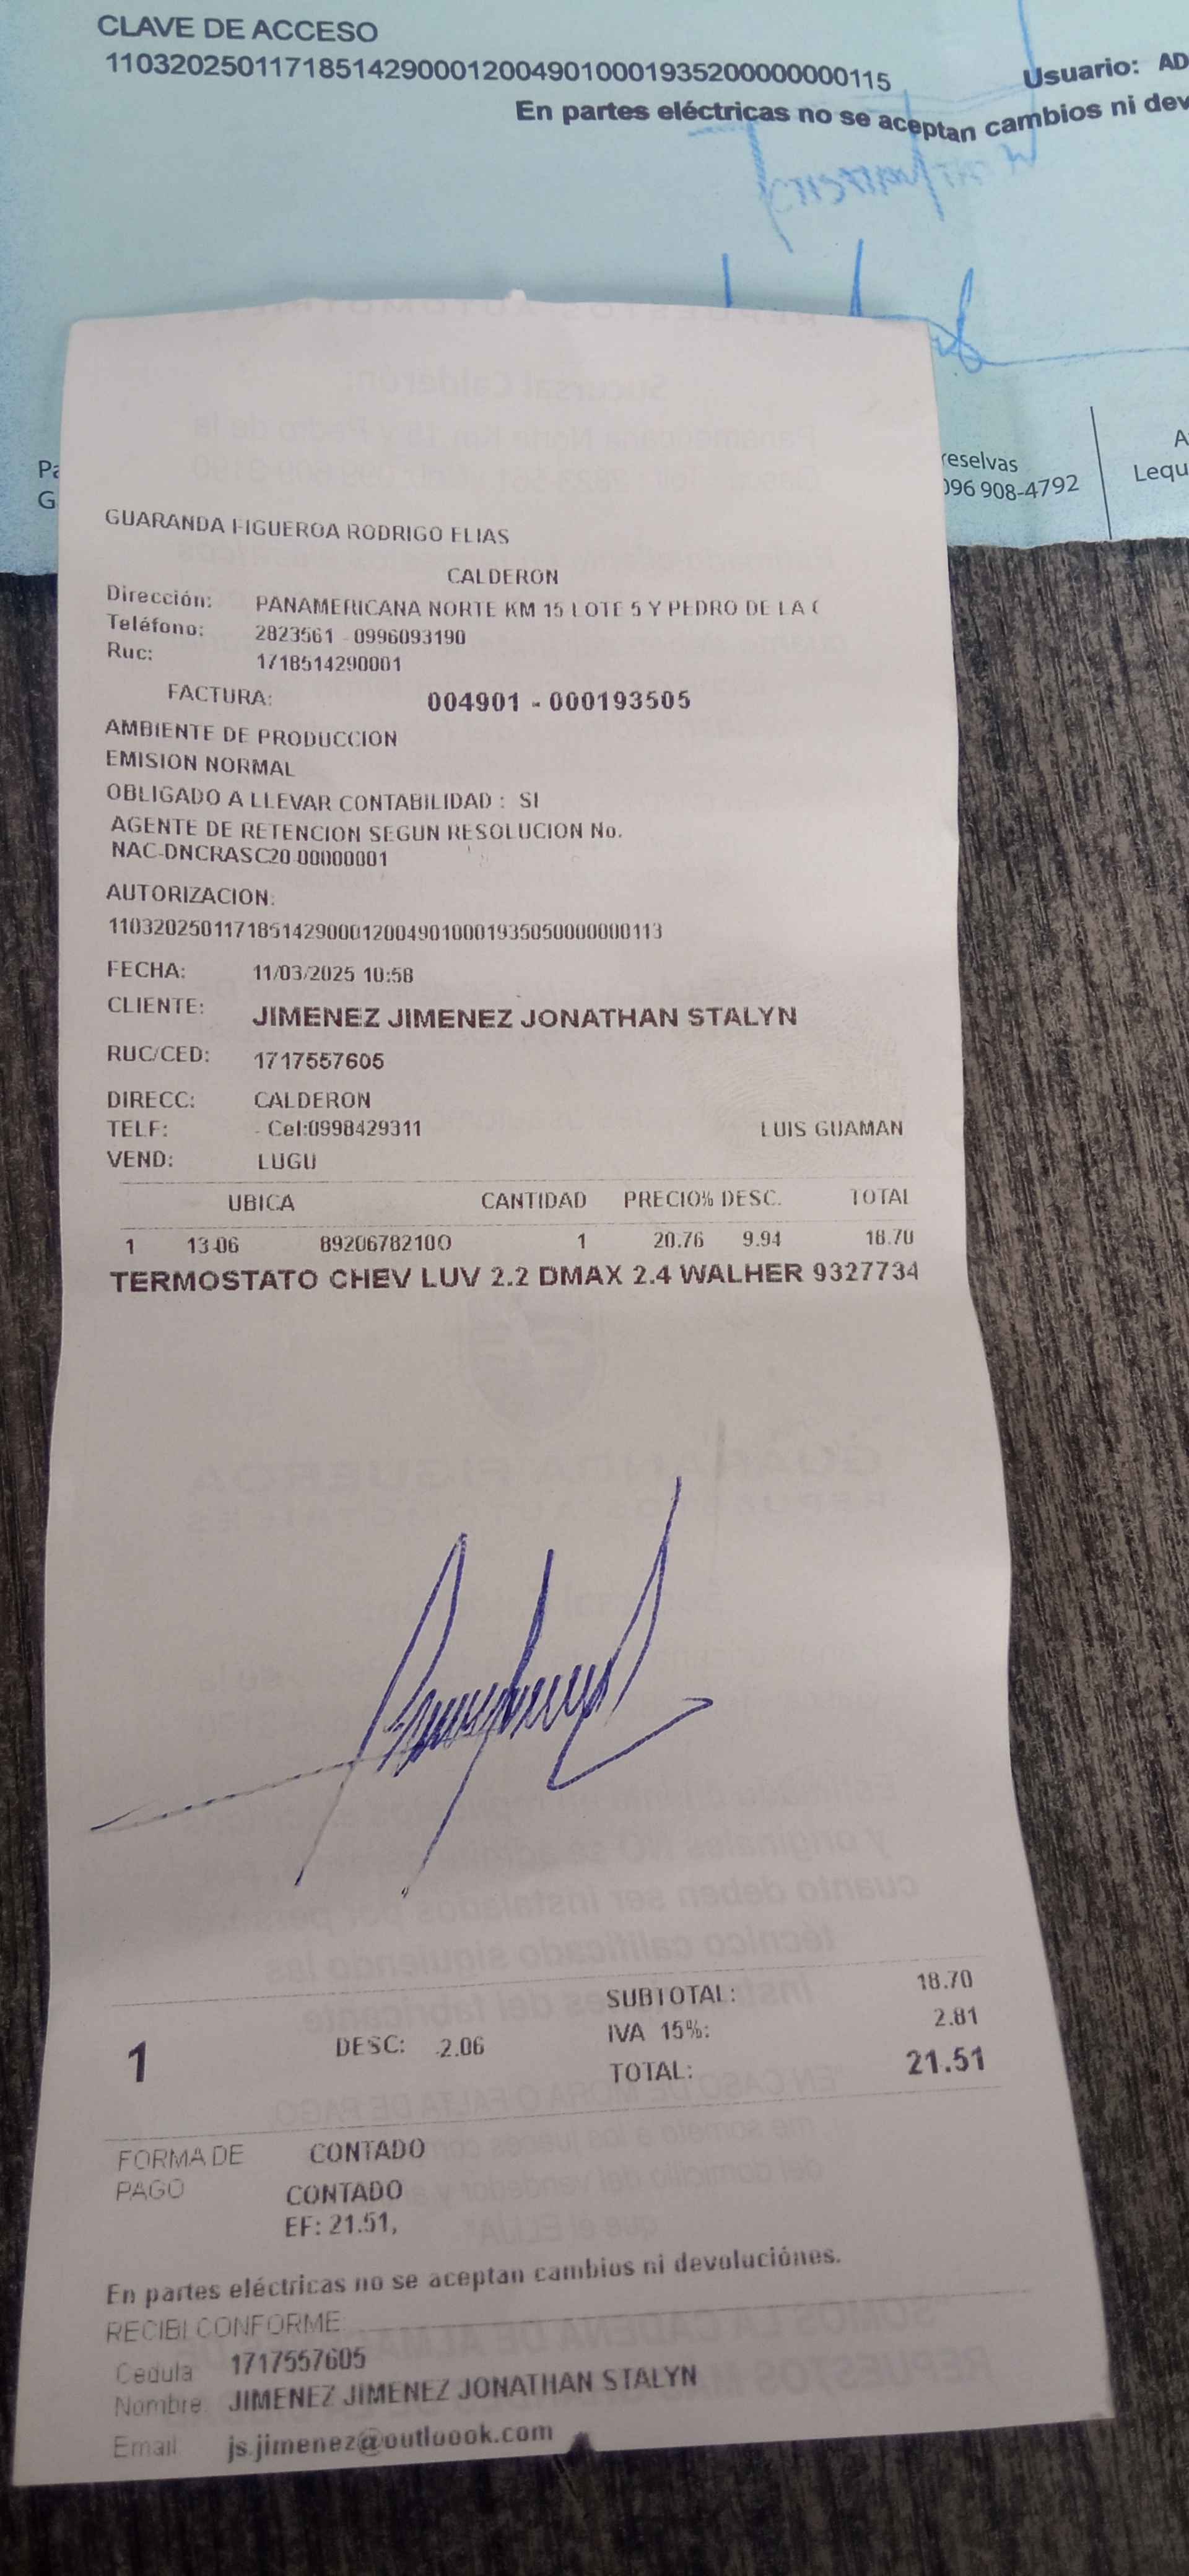 CLAVE DE ACCESO
1103202501171851429000120049010001935200000000115
Usuario: AD
En partes eléctricas no se aceptan cambios ni dev
reselvas
096 908-4792
A
Lequ
Pa
G
GUARANDA FIGUEROA RODRIGO ELIAS
CALDERON
Dirección: PANAMERICANA NORTE KM 15 LOTE 5 Y PEDRO DE LA C
Teléfono: 2823561 - 0996093190
Ruc: 1718514290001
FACTURA: 004901 - 000193505
AMBIENTE DE PRODUCCION
EMISION NORMAL
OBLIGADO A LLEVAR CONTABILIDAD : SI
AGENTE DE RETENCION SEGUN RESOLUCION No.
NAC-DNCRASC20-00000001
AUTORIZACION:
1103202501171851429000120049010001935050000000113
FECHA: 11/03/2025 10:58
CLIENTE: JIMENEZ JIMENEZ JONATHAN STALYN
RUC/CED: 1717557605
DIRECC: CALDERON
TELF: - Cel:0998429311 LUIS GUAMAN
VEND: LUGU
UBICA CANTIDAD PRECIO% DESC. TOTAL
1 13-06 8920678210O 1 20.76 9.94 18.70
TERMOSTATO CHEV LUV 2.2 DMAX 2.4 WALHER 9327734
SUBTOTAL: 18.70
1 DESC: -2.06 IVA 15%: 2.81
TOTAL: 21.51
FORMA DE CONTADO
PAGO CONTADO
EF: 21.51,
En partes eléctricas no se aceptan cambios ni devoluciónes.
RECIBI CONFORME
Cedula 1717557605
Nombre JIMENEZ JIMENEZ JONATHAN STALYN
Email js.jimenez@outloook.com